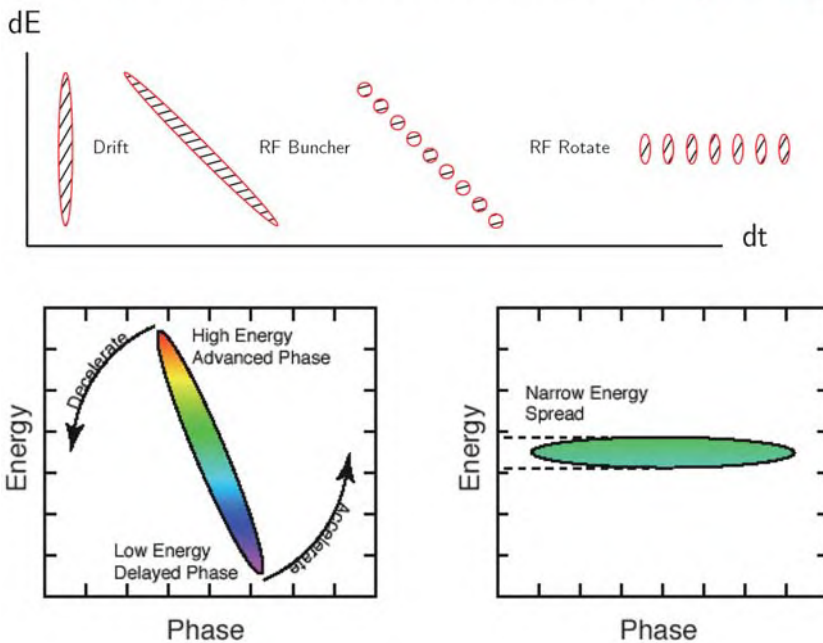 dE
Drift
RF Buncher
RF Rotate
dt
Decelerate
High Energy
Advanced Phase
Energy
Low Energy
Delayed Phase
Accelerate
Phase
Narrow Energy
Spread
Energy
Phase